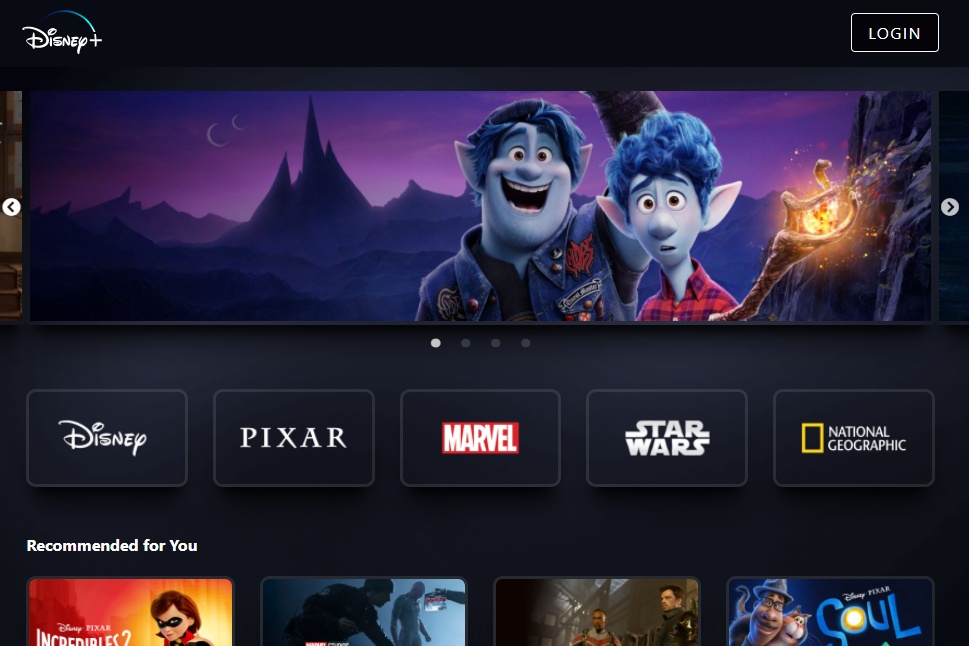 Disney+
LOGIN
Disney
PIXAR
MARVEL
STAR
WARS
NATIONAL
GEOGRAPHIC
Recommended for You
Disney PIXAR
INCREDIBLES 2
MARVEL STUDIOS
Disney PIXAR
SOUL